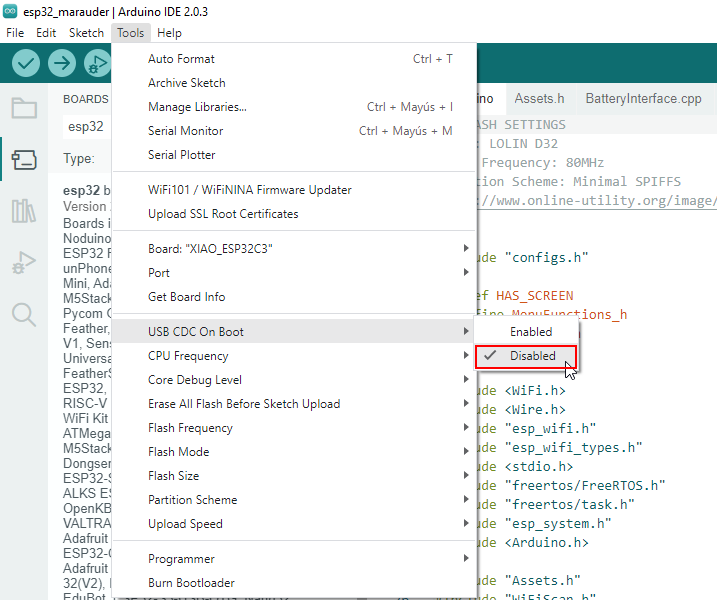 esp32_marauder | Arduino IDE 2.0.3
File Edit Sketch Tools Help
BOARDS
esp32
Type:
esp32 b
Version
Boards i
Noduino
ESP32 F
unPhone
Mini, Ada
M5Stack
Pycom G
Feather,
V1, Sens
Universa
FeatherS
ESP32,
RISC-V
WiFi Kit
ATMega
M5Stack
Dongsen
ESP32-S
ALKS ES
OpenKB
VALTRA
Adafruit
ESP32-C
Adafruit
32(V2),
Auto Format Ctrl + T
Archive Sketch
Manage Libraries... Ctrl + Mayús + I
Serial Monitor Ctrl + Mayús + M
Serial Plotter
WiFi101 / WiFiNINA Firmware Updater
Upload SSL Root Certificates
Board: "XIAO_ESP32C3"
Port
Get Board Info
USB CDC On Boot
CPU Frequency
Core Debug Level
Erase All Flash Before Sketch Upload
Flash Frequency
Flash Mode
Flash Size
Partition Scheme
Upload Speed
Programmer
Burn Bootloader
Enabled
Disabled
ino Assets.h BatteryInterface.cpp
ASH SETTINGS
: LOLIN D32
Frequency: 80MHz
tion Scheme: Minimal SPIFFS
://www.online-utility.org/image/
ude "configs.h"
ef HAS_SCREEN
fine MenuFunctions_h
ude <WiFi.h>
ude <Wire.h>
ude "esp_wifi.h"
ude "esp_wifi_types.h"
ude <stdio.h>
ude "freertos/FreeRTOS.h"
ude "freertos/task.h"
ude "esp_system.h"
ude <Arduino.h>
ude "Assets.h"
"WiFiScan.h"